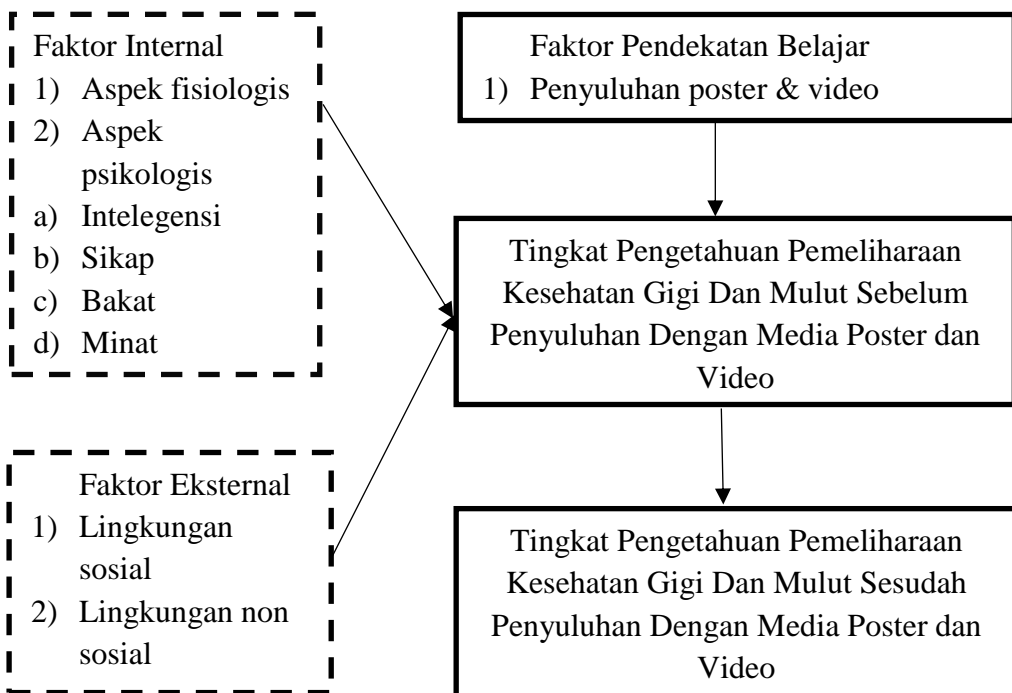 Faktor Internal
1) Aspek fisiologis
2) Aspek
psikologis
a) Intelegensi
b) Sikap
c) Bakat
d) Minat
Faktor Eksternal
1) Lingkungan
sosial
2) Lingkungan non
sosial
Faktor Pendekatan Belajar
1) Penyuluhan poster & video
Tingkat Pengetahuan Pemeliharaan
Kesehatan Gigi Dan Mulut Sebelum
Penyuluhan Dengan Media Poster dan
Video
Tingkat Pengetahuan Pemeliharaan
Kesehatan Gigi Dan Mulut Sesudah
Penyuluhan Dengan Media Poster dan
Video